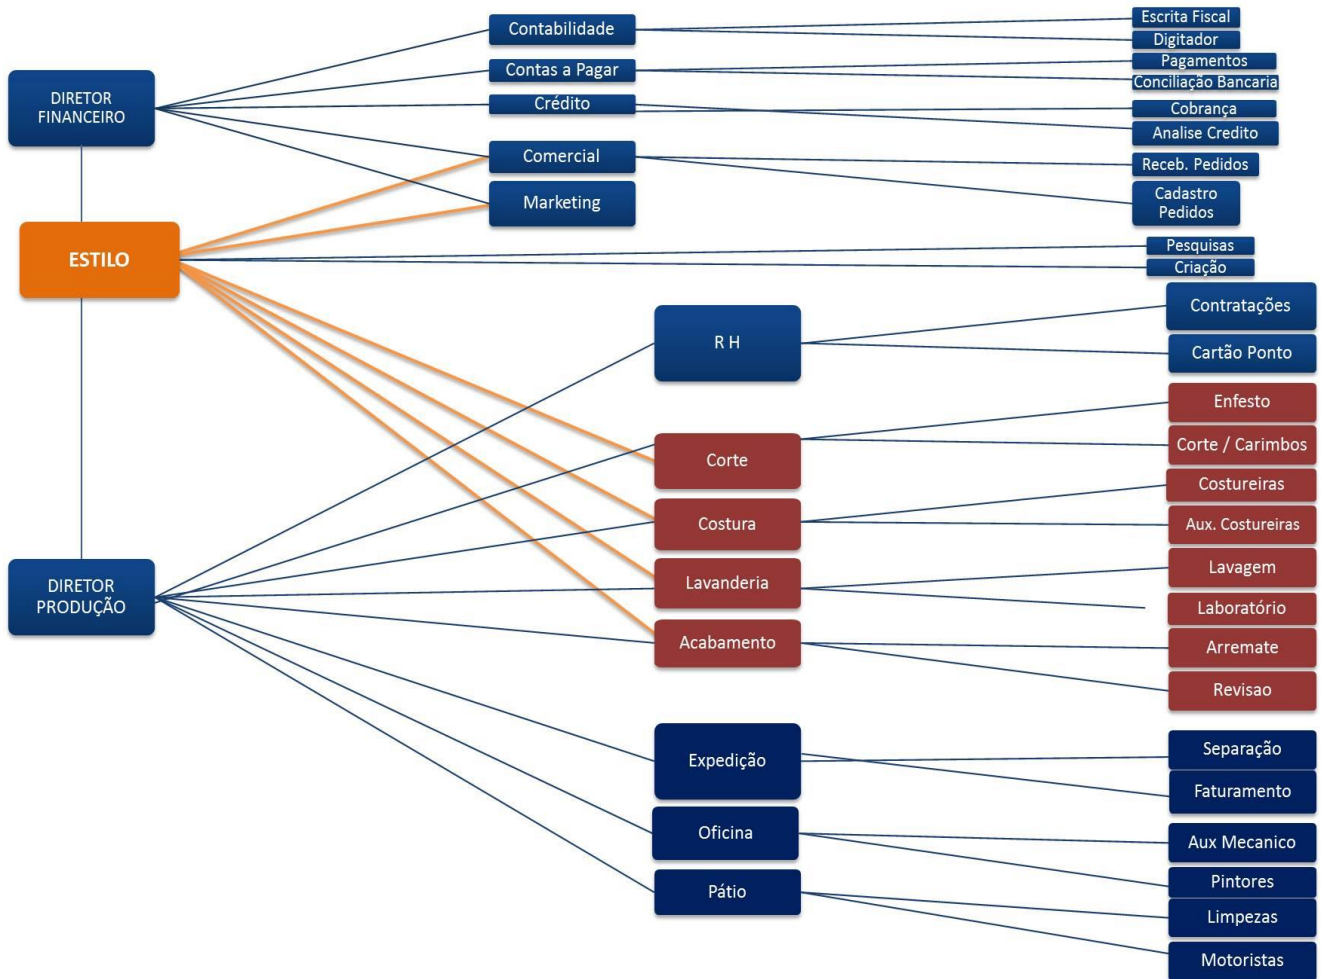 Contabilidade
Escrita Fiscal
Digitador
DIRETOR
FINANCEIRO
Contas a Pagar
Pagamentos
Conciliação Bancaria
Crédito
Cobrança
Analise Credito
Comercial
Receb. Pedidos
Marketing
Cadastro
Pedidos
ESTILO
Pesquisas
Criação
R H
Contratações
Cartão Ponto
Corte
Enfesto
Corte / Carimbos
Costura
Costureiras
Aux. Costureiras
DIRETOR
PRODUÇÃO
Lavanderia
Lavagem
Laboratório
Acabamento
Arremate
Revisao
Expedição
Separação
Faturamento
Oficina
Aux Mecanico
Pintores
Pátio
Limpezas
Motoristas